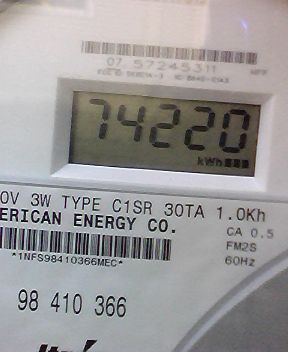 07 57245311
74220
kWh
0V 3W TYPE C1SR 30TA 1.0Kh
ERICAN ENERGY CO.
CA 0.5
FM2S
*1NFS98410366MEC*
60Hz
98 410 366